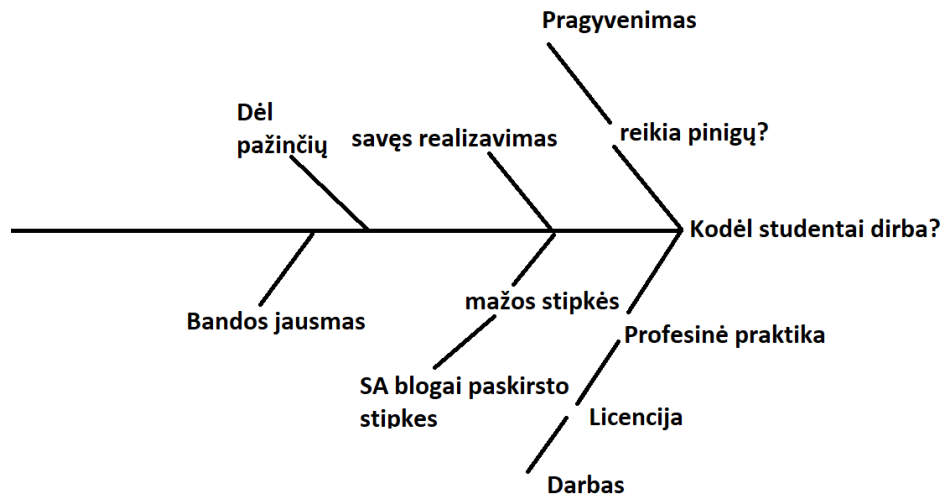 Pragyvenimas
Dėl
pažinčių
savęs realizavimas
reikia pinigų?
Kodėl studentai dirba?
Bandos jausmas
mažos stipkės
Profesinė praktika
SA blogai paskirsto
stipkes
Licencija
Darbas